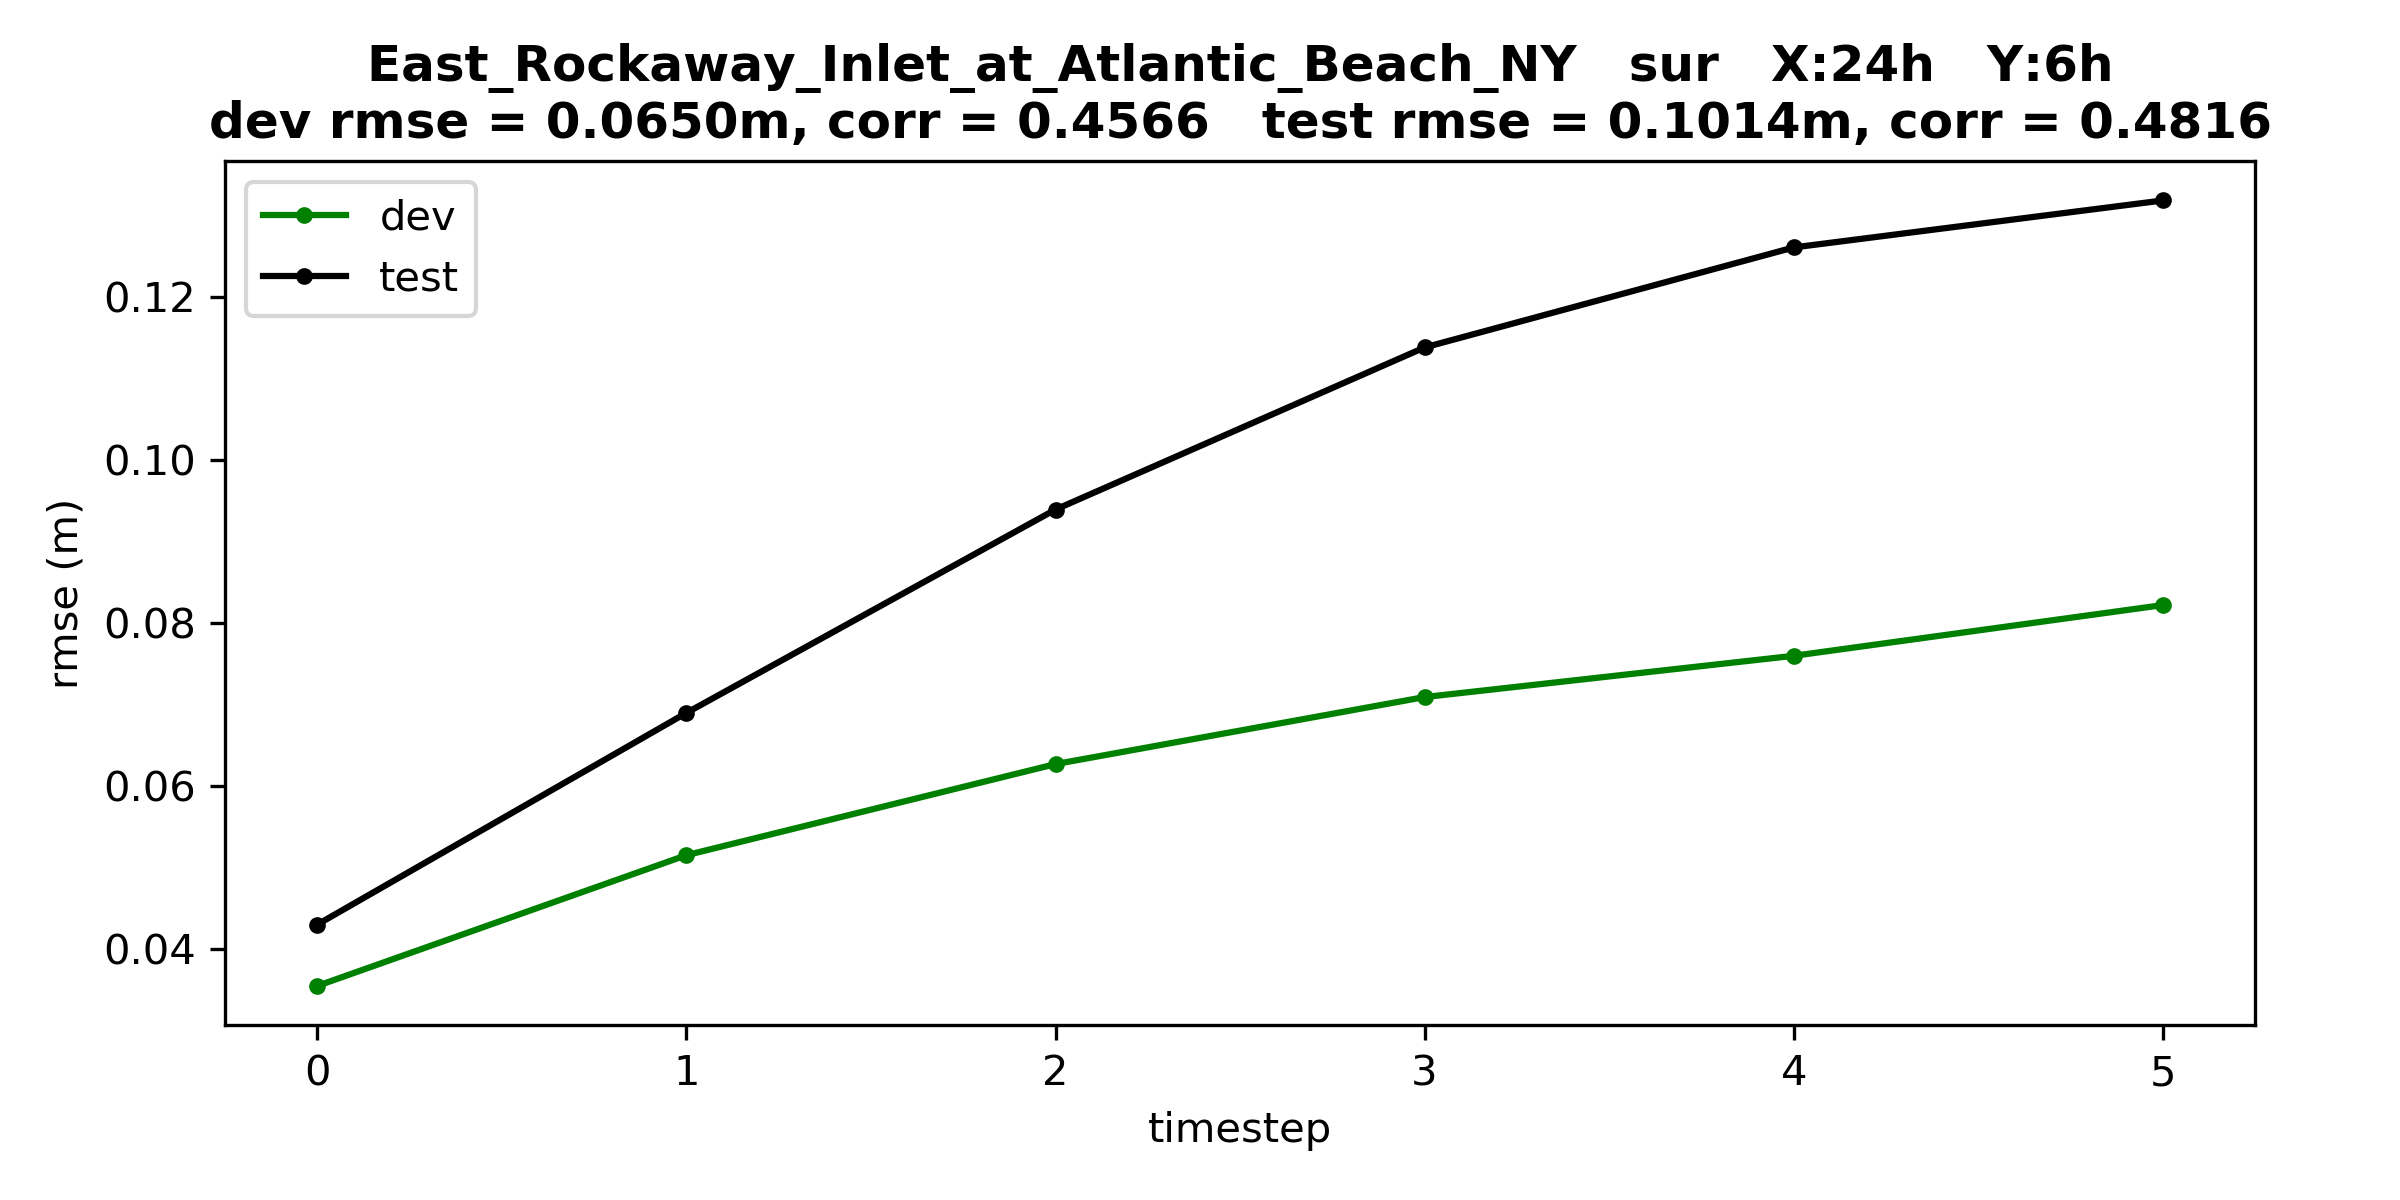 East_Rockaway_Inlet_at_Atlantic_Beach_NY   sur   X:24h   Y:6h
dev rmse = 0.0650m, corr = 0.4566   test rmse = 0.1014m, corr = 0.4816
dev
test
0.12
0.10
0.08
0.06
0.04
rmse (m)
0 1 2 3 4 5
timestep